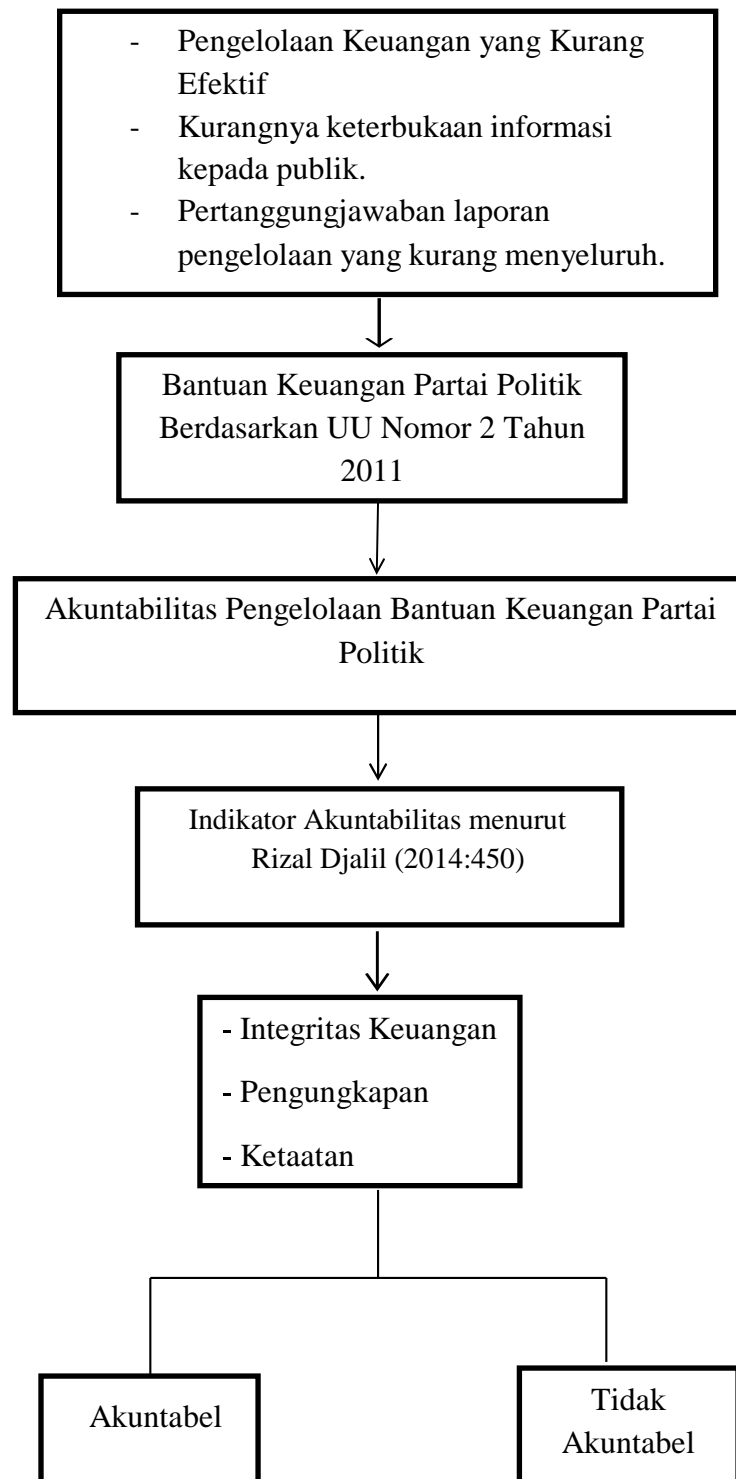 - Pengelolaan Keuangan yang Kurang
Efektif
- Kurangnya keterbukaan informasi
kepada publik.
- Pertanggungjawaban laporan
pengelolaan yang kurang menyeluruh.
Bantuan Keuangan Partai Politik
Berdasarkan UU Nomor 2 Tahun
2011
Akuntabilitas Pengelolaan Bantuan Keuangan Partai
Politik
Indikator Akuntabilitas menurut
Rizal Djalil (2014:450)
- Integritas Keuangan
- Pengungkapan
- Ketaatan
Akuntabel
Tidak
Akuntabel